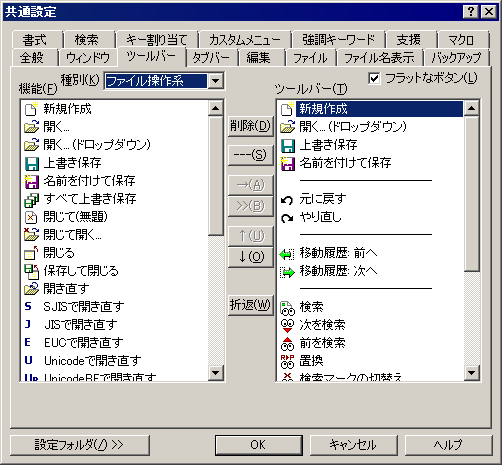 共通設定
書式 検索 キー割り当て カスタムメニュー 強調キーワード 支援 マクロ
全般 ウィンドウ ツールバー タブバー 編集 ファイル ファイル名表示 バックアップ
種別(K) ファイル操作系 フラットなボタン(L)
機能(F) ツールバー(T)
新規作成
開く...
開く...(ドロップダウン)
上書き保存
名前を付けて保存
すべて上書き保存
閉じて(無題)
閉じて開く...
閉じる
保存して閉じる
開き直す
S SJISで開き直す
J JISで開き直す
E EUCで開き直す
U Unicodeで開き直す
UB UnicodeBEで開き直す
削除(D)
---(S)
→(A)
>>(B)
↑(U)
↓(O)
折返(W)
新規作成
開く...(ドロップダウン)
上書き保存
名前を付けて保存
元に戻す
やり直し
移動履歴: 前へ
移動履歴: 次へ
検索
次を検索
前を検索
置換
検索マークの切替え
設定フォルダ(/) >> OK キャンセル ヘルプ